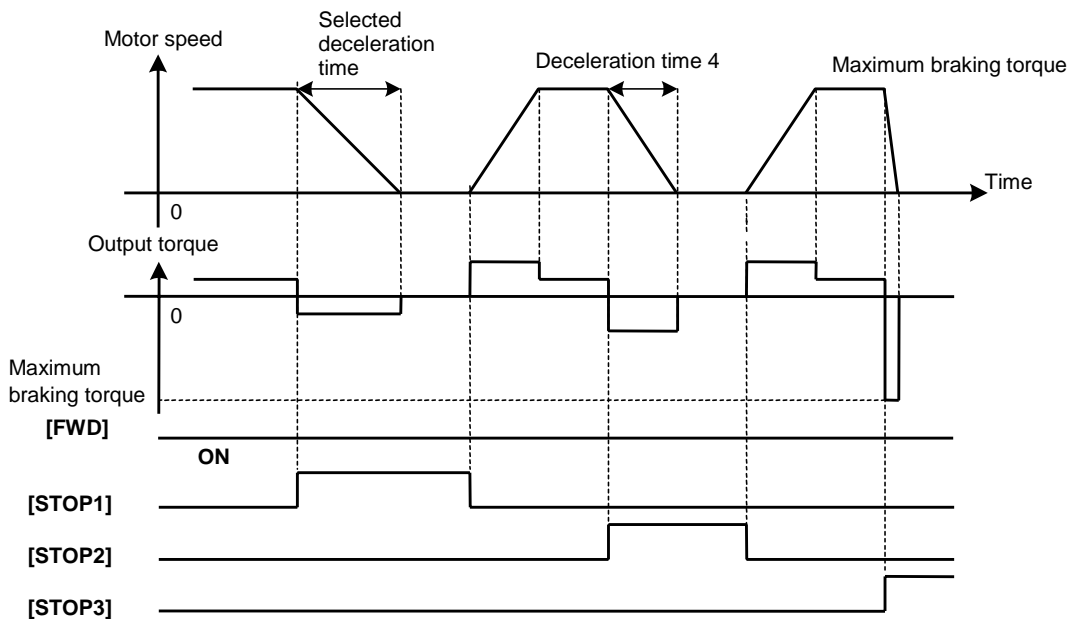 Selected
deceleration
time
Motor speed
Deceleration time 4
Maximum braking torque
Time
0
Output torque
0
Maximum
braking torque
[FWD]
ON
[STOP1]
[STOP2]
[STOP3]